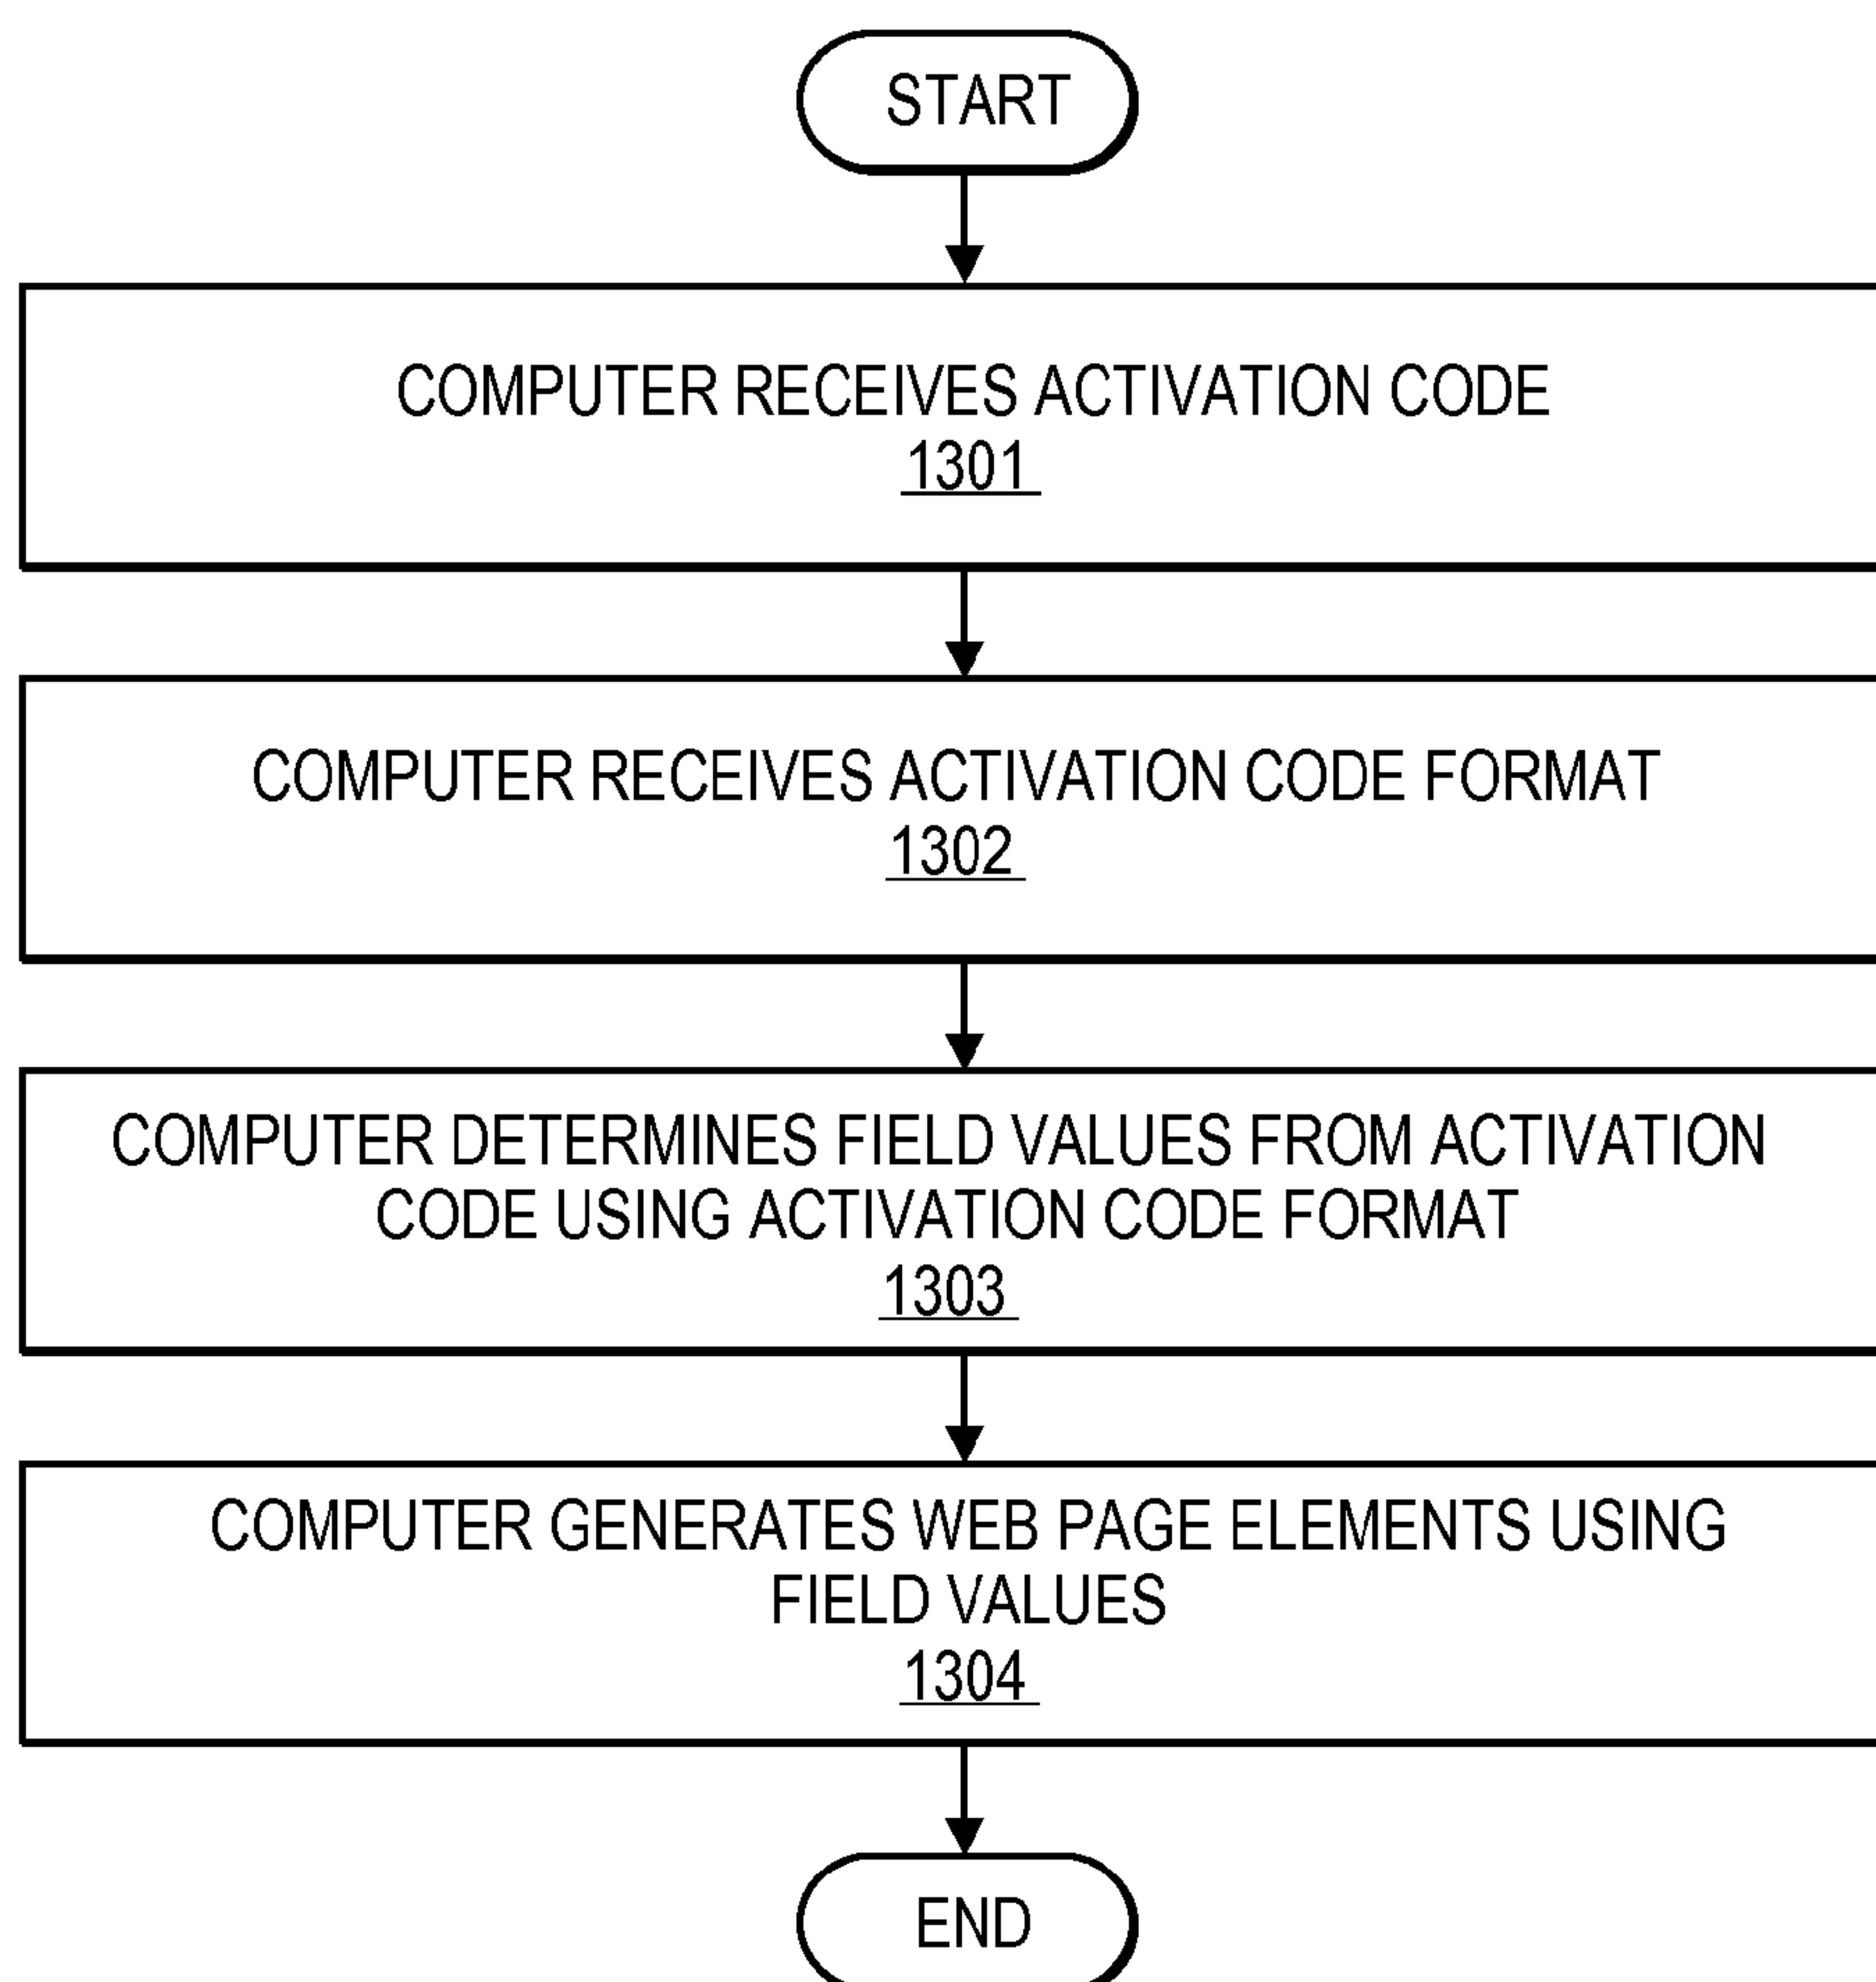 START
COMPUTER RECEIVES ACTIVATION CODE
1301
COMPUTER RECEIVES ACTIVATION CODE FORMAT
1302
COMPUTER DETERMINES FIELD VALUES FROM ACTIVATION
CODE USING ACTIVATION CODE FORMAT
1303
COMPUTER GENERATES WEB PAGE ELEMENTS USING
FIELD VALUES
1304
END